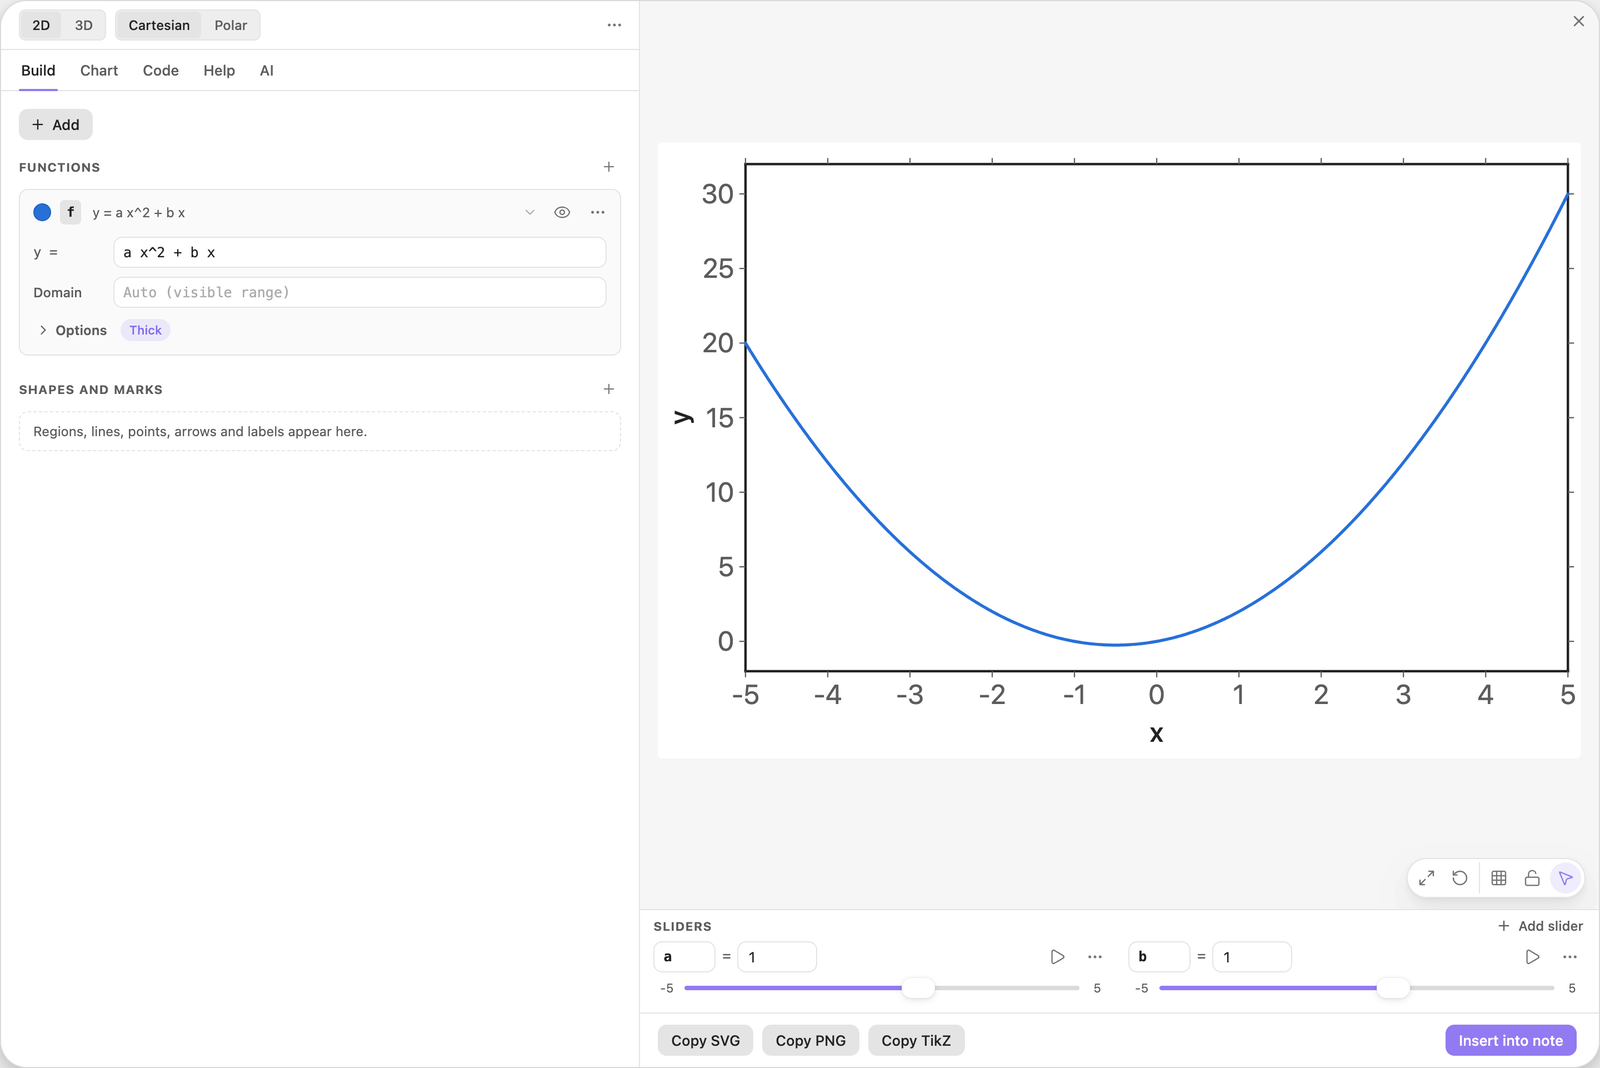 2D 3D Cartesian Polar
Build Chart Code Help AI
+ Add
FUNCTIONS
f y = a x^2 + b x
y = a x^2 + b x
Domain Auto (visible range)
Options Thick
SHAPES AND MARKS
Regions, lines, points, arrows and labels appear here.
30
25
20
15
10
5
0
y
-5 -4 -3 -2 -1 0 1 2 3 4 5
x
SLIDERS + Add slider
a = 1 b = 1
-5 5 -5 5
Copy SVG Copy PNG Copy TikZ Insert into note